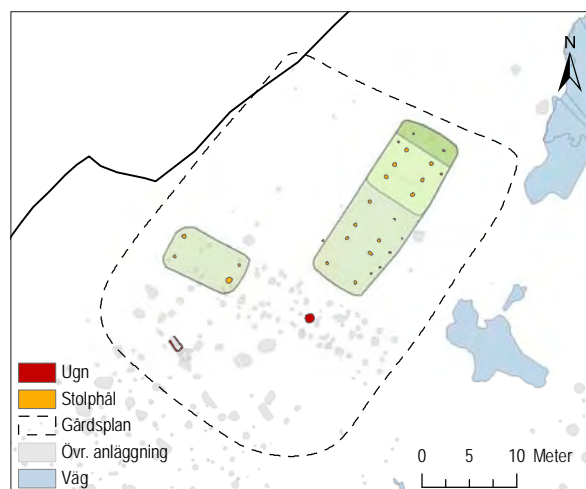 N
Ugn
Stolphål
Gårdsplan
Övr. anläggning
Väg
0 5 10 Meter